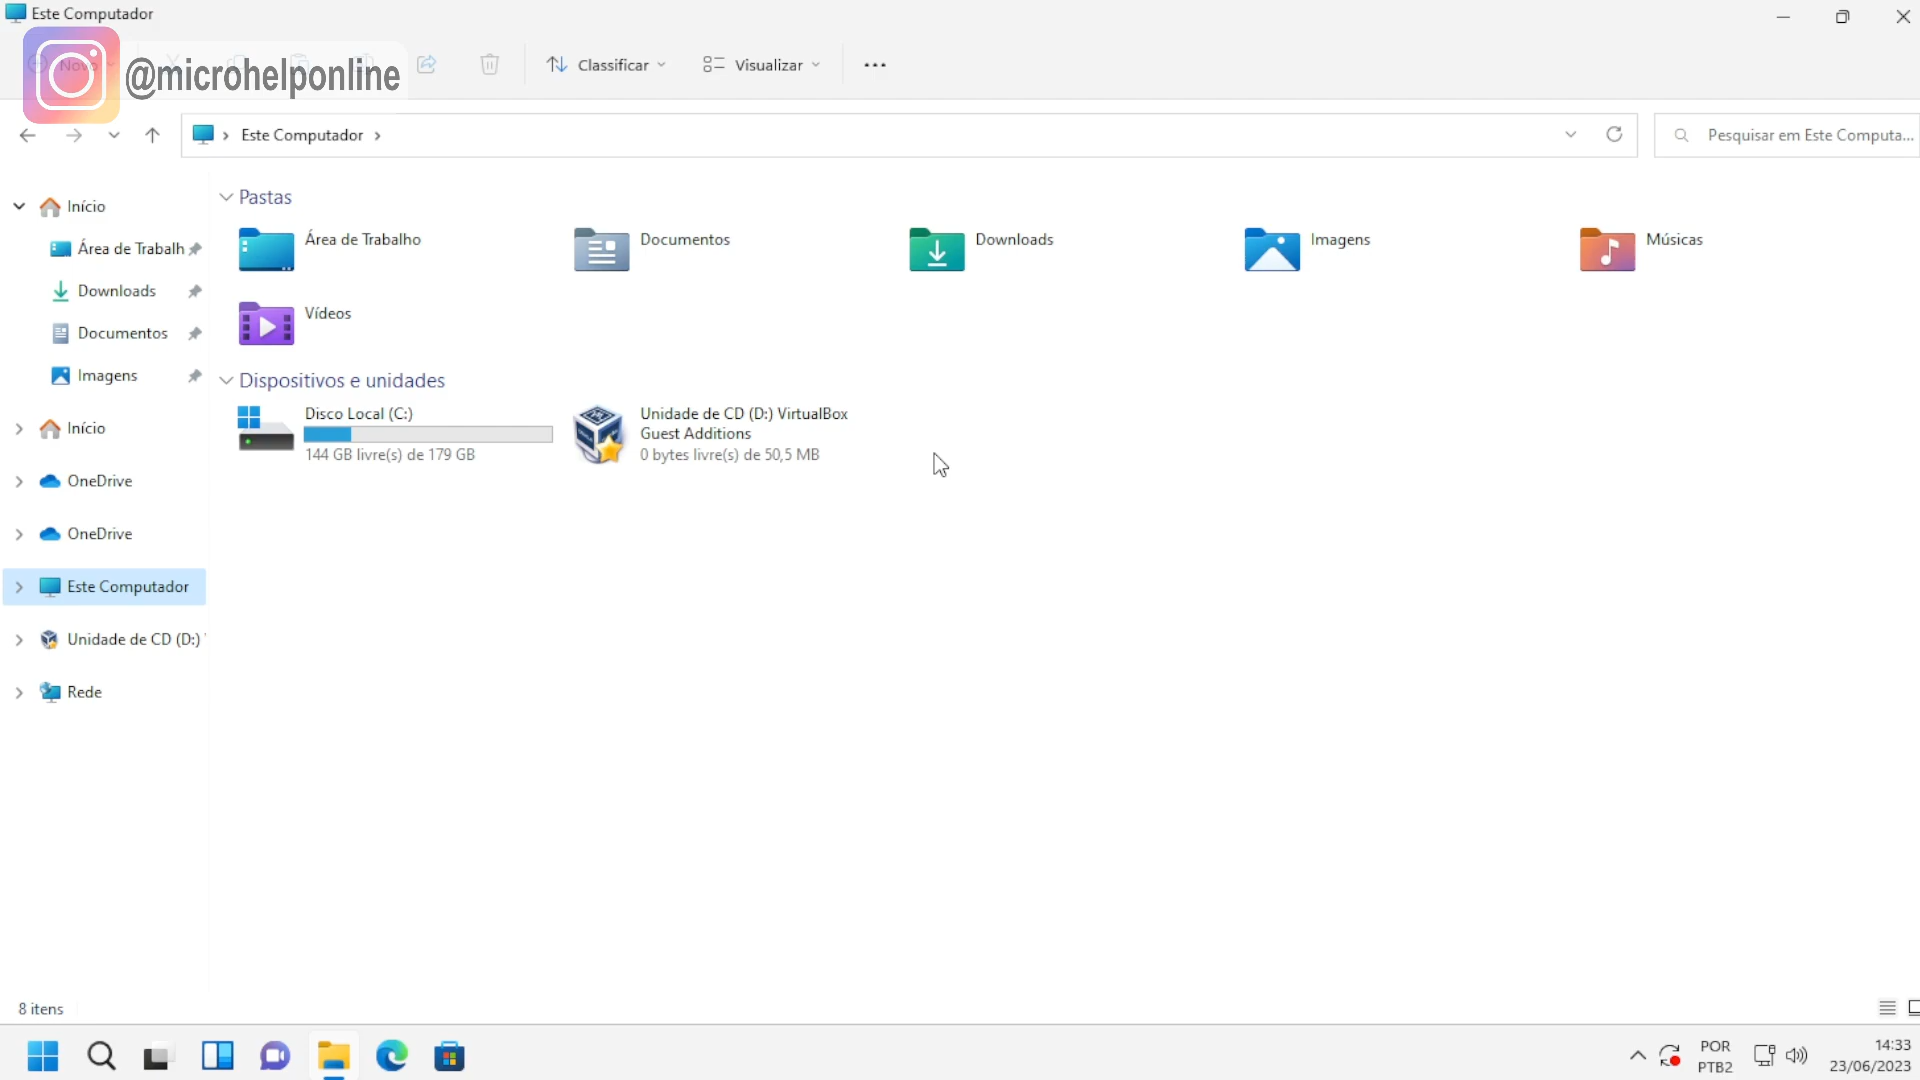 Este Computador
Novo
@microhelponline
Classificar
Visualizar
Este Computador
Pesquisar em Este Computa...
Início
Área de Trabalh
Downloads
Documentos
Imagens
Início
OneDrive
OneDrive
Este Computador
Unidade de CD (D:)
Rede
Pastas
Área de Trabalho
Documentos
Downloads
Imagens
Músicas
Vídeos
Dispositivos e unidades
Disco Local (C:)
144 GB livre(s) de 179 GB
Unidade de CD (D:) VirtualBox
Guest Additions
0 bytes livre(s) de 50,5 MB
8 itens
POR
PTB2
14:33
23/06/2023